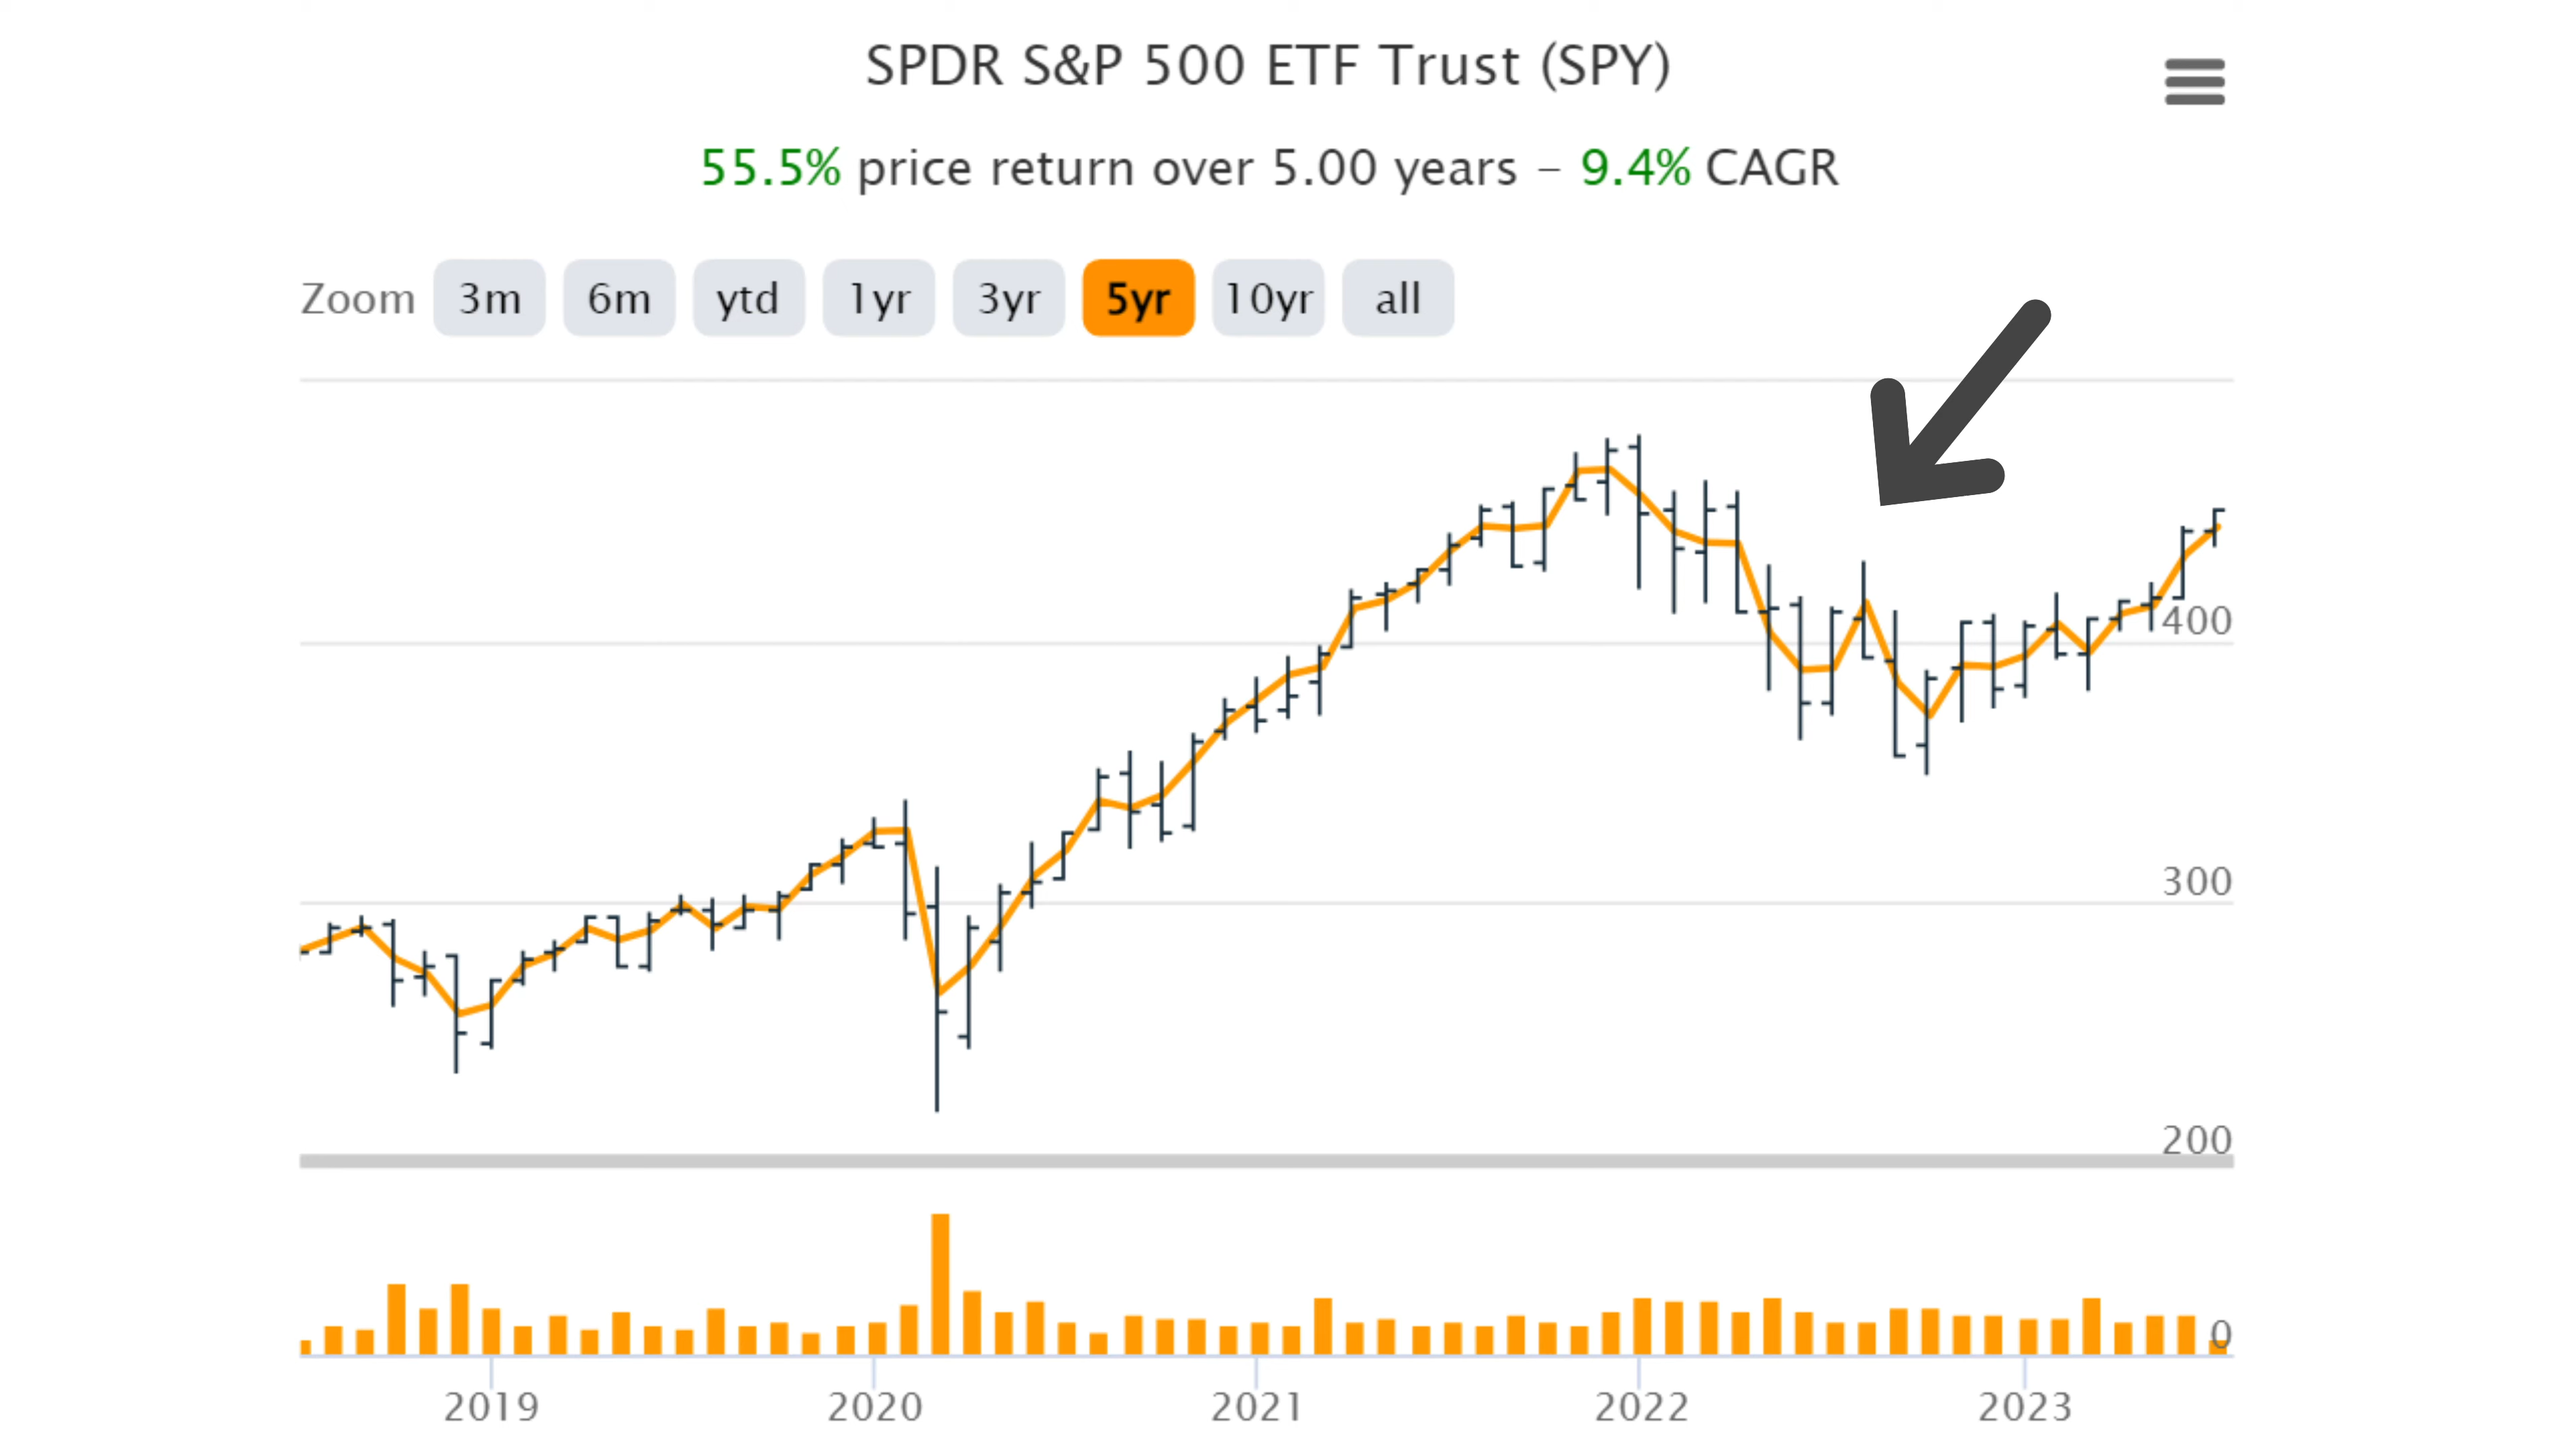 SPDR S&P 500 ETF Trust (SPY)
55.5% price return over 5.00 years – 9.4% CAGR
Zoom 3m 6m ytd 1yr 3yr 5yr 10yr all
400
300
200
0
2019 2020 2021 2022 2023